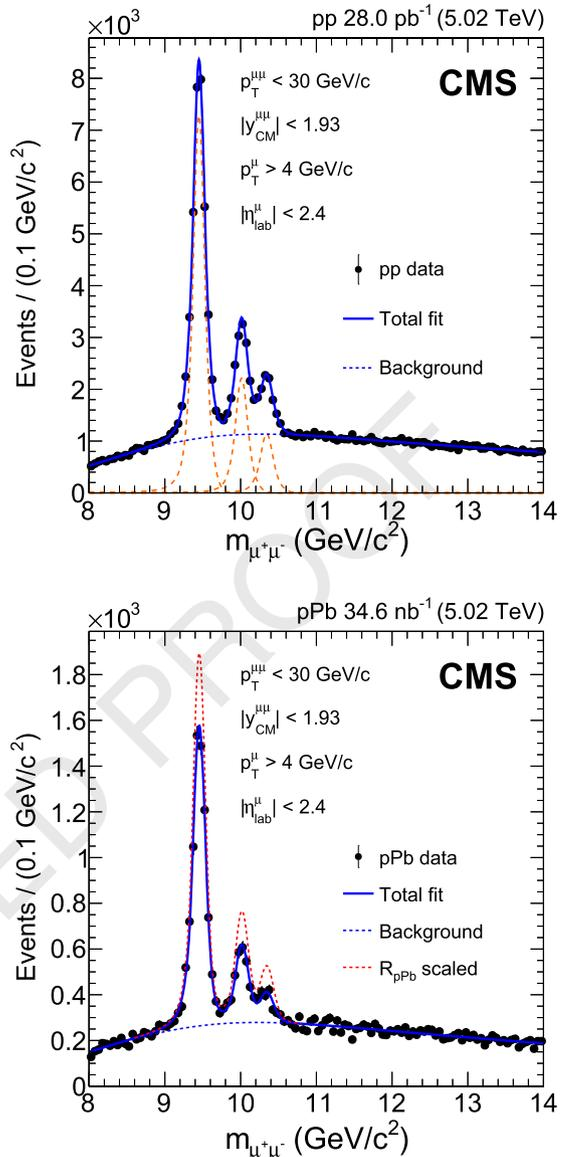 pp 28.0 pb⁻¹ (5.02 TeV)
×10³
CMS
p_T^μμ < 30 GeV/c
|y_CM^μμ| < 1.93
p_T^μ > 4 GeV/c
|η_lab^μ| < 2.4
pp data
Total fit
Background
Events / (0.1 GeV/c²)
8
7
6
5
4
3
2
1
0
8 9 10 11 12 13 14
m_μ⁺μ⁻ (GeV/c²)
pPb 34.6 nb⁻¹ (5.02 TeV)
×10³
CMS
p_T^μμ < 30 GeV/c
|y_CM^μμ| < 1.93
p_T^μ > 4 GeV/c
|η_lab^μ| < 2.4
pPb data
Total fit
Background
R_pPb scaled
Events / (0.1 GeV/c²)
1.8
1.6
1.4
1.2
1
0.8
0.6
0.4
0.2
0
8 9 10 11 12 13 14
m_μ⁺μ⁻ (GeV/c²)
ED PROOF